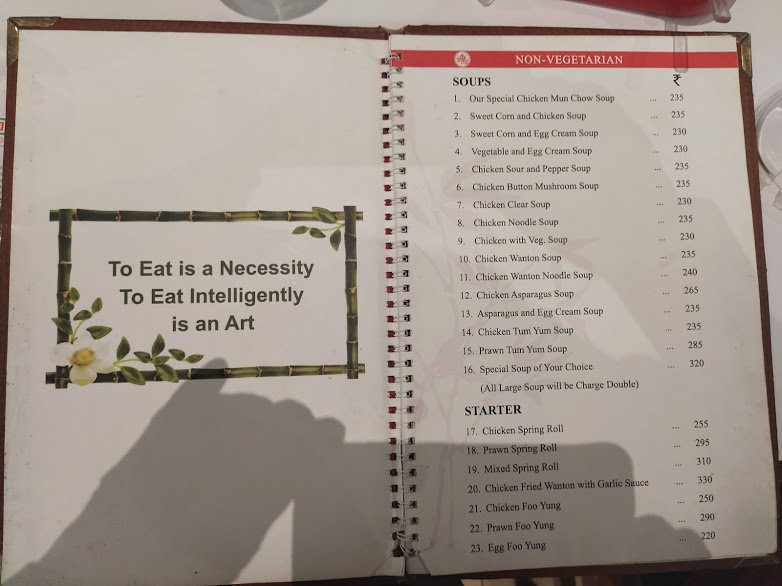 To Eat is a Necessity
To Eat Intelligently
is an Art
NON-VEGETARIAN
SOUPS ₹
1. Our Special Chicken Mun Chow Soup ... 235
2. Sweet Corn and Chicken Soup ... 235
3. Sweet Corn and Egg Cream Soup ... 230
4. Vegetable and Egg Cream Soup ... 230
5. Chicken Sour and Pepper Soup ... 235
6. Chicken Button Mushroom Soup ... 235
7. Chicken Clear Soup ... 230
8. Chicken Noodle Soup ... 235
9. Chicken with Veg. Soup ... 230
10. Chicken Wanton Soup ... 235
11. Chicken Wanton Noodle Soup ... 240
12. Chicken Asparagus Soup ... 265
13. Asparagus and Egg Cream Soup ... 235
14. Chicken Tum Yum Soup ... 235
15. Prawn Tum Yum Soup ... 285
16. Special Soup of Your Choice ... 320
(All Large Soup will be Charge Double)
STARTER
17. Chicken Spring Roll ... 255
18. Prawn Spring Roll ... 295
19. Mixed Spring Roll ... 310
20. Chicken Fried Wanton with Garlic Sauce ... 330
21. Chicken Foo Yung ... 250
22. Prawn Foo Yung ... 290
23. Egg Foo Yung ... 220